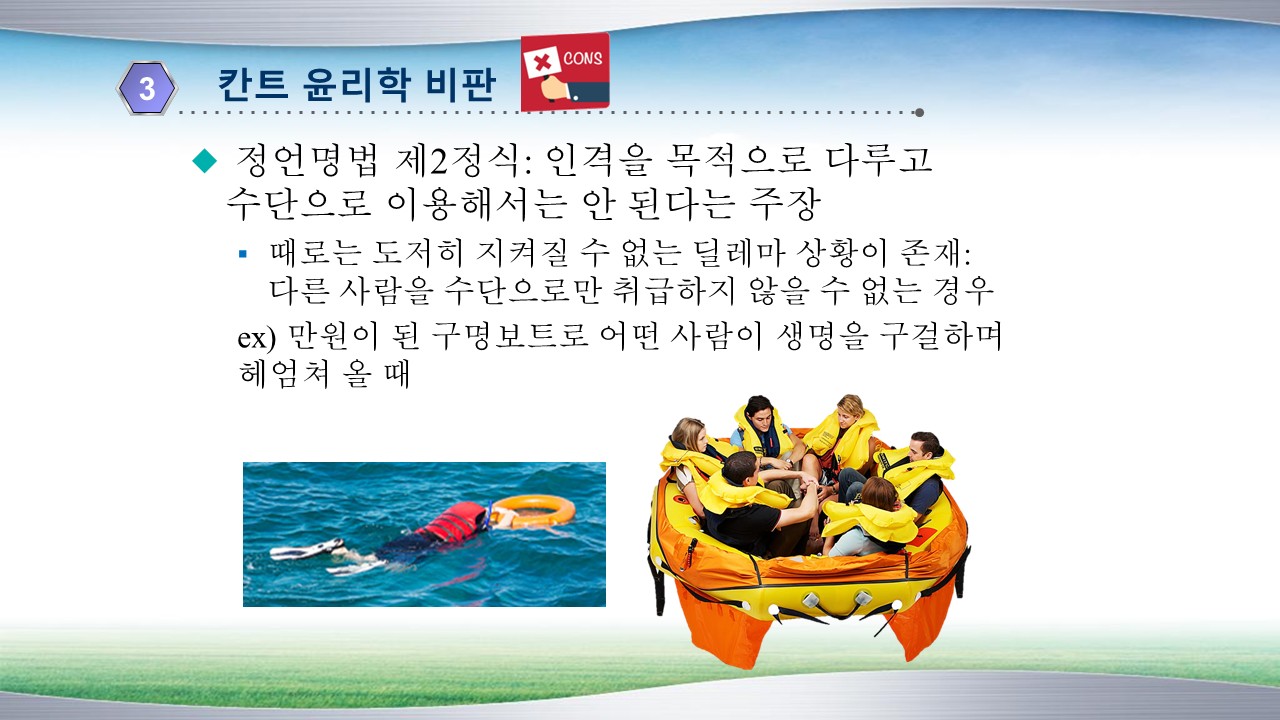 3
칸트 윤리학 비판
CONS
정언명법 제2정식: 인격을 목적으로 다루고
수단으로 이용해서는 안 된다는 주장
때로는 도저히 지켜질 수 없는 딜레마 상황이 존재:
다른 사람을 수단으로만 취급하지 않을 수 없는 경우
ex) 만원이 된 구명보트로 어떤 사람이 생명을 구걸하며
헤엄쳐 올 때